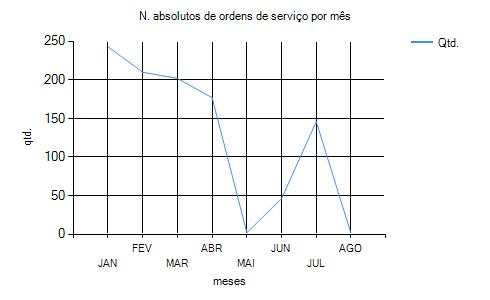 N. absolutos de ordens de serviço por mês
Qtd.
qtd.
250
200
150
100
50
0
FEV ABR JUN AGO
JAN MAR MAI JUL
meses